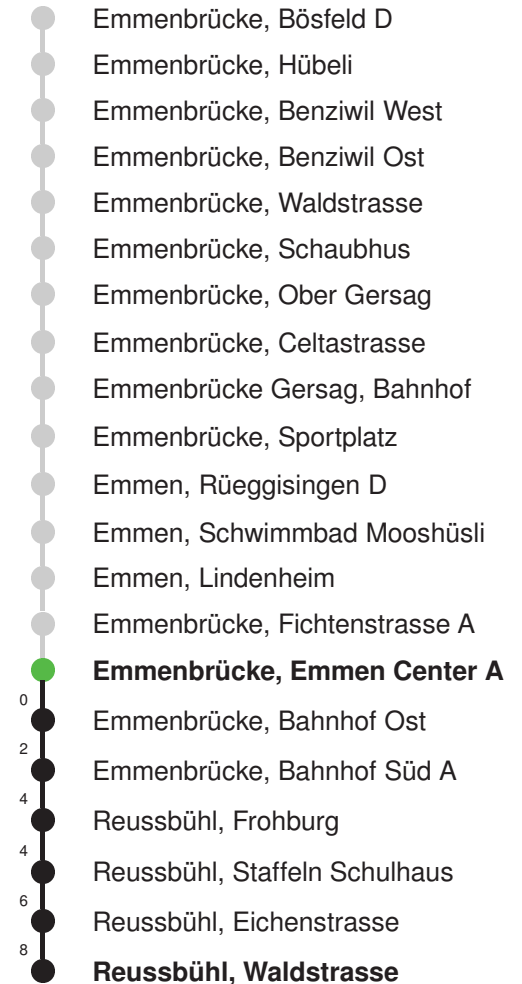 Emmenbrücke, Bösfeld D
Emmenbrücke, Hübeli
Emmenbrücke, Benziwil West
Emmenbrücke, Benziwil Ost
Emmenbrücke, Waldstrasse
Emmenbrücke, Schaubhus
Emmenbrücke, Ober Gersag
Emmenbrücke, Celtastrasse
Emmenbrücke Gersag, Bahnhof
Emmenbrücke, Sportplatz
Emmen, Rüeggisingen D
Emmen, Schwimmbad Mooshüsli
Emmen, Lindenheim
Emmenbrücke, Fichtenstrasse A
Emmenbrücke, Emmen Center A
0
Emmenbrücke, Bahnhof Ost
2
Emmenbrücke, Bahnhof Süd A
4
Reussbühl, Frohburg
4
Reussbühl, Staffeln Schulhaus
6
Reussbühl, Eichenstrasse
8
Reussbühl, Waldstrasse